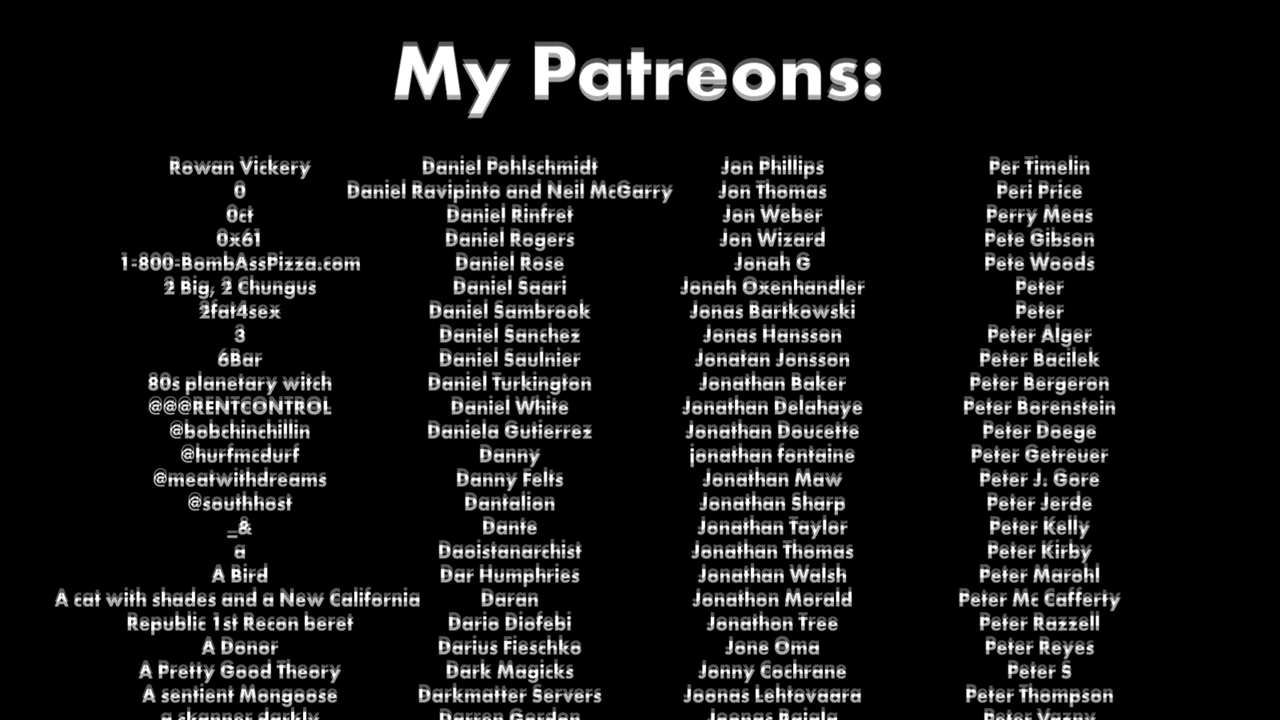 My Patreons:
Rowan Vickery
0
0ct
0x61
1-800-BombAssPizza.com
2 Big, 2 Chungus
2fat4sex
3
6Bar
80s planetary witch
@@@RENTCONTROL
@bobchinchillin
@hurfmcdurf
@meatwithdreams
@southhost
_&
a
A Bird
A cat with shades and a New California
Republic 1st Recon beret
A Donor
A Pretty Good Theory
A sentient Mongoose
a skanner darkly
Daniel Pohlschmidt
Daniel Ravipinto and Neil McGarry
Daniel Rinfret
Daniel Rogers
Daniel Rose
Daniel Saari
Daniel Sambrook
Daniel Sanchez
Daniel Saulnier
Daniel Turkington
Daniel White
Daniela Gutierrez
Danny
Danny Felts
Dantalion
Dante
Daoistanarchist
Dar Humphries
Daran
Dario Diofebi
Darius Fieschko
Dark Magicks
Darkmatter Servers
Darren Gordon
Jon Phillips
Jon Thomas
Jon Weber
Jon Wizard
Jonah G
Jonah Oxenhandler
Jonas Bartkowski
Jonas Hansson
Jonatan Jonsson
Jonathan Baker
Jonathan Delahaye
Jonathan Doucette
jonathan fontaine
Jonathan Maw
Jonathan Sharp
Jonathan Taylor
Jonathan Thomas
Jonathan Walsh
Jonathon Morald
Jonathon Tree
Jone Oma
Jonny Cochrane
Joonas Lehtovaara
Joonas Rajala
Per Timelin
Peri Price
Perry Meas
Pete Gibson
Pete Woods
Peter
Peter
Peter Alger
Peter Bacilek
Peter Bergeron
Peter Borenstein
Peter Doege
Peter Getreuer
Peter J. Gore
Peter Jerde
Peter Kelly
Peter Kirby
Peter Marohl
Peter Mc Cafferty
Peter Razzell
Peter Reyes
Peter S
Peter Thompson
Peter